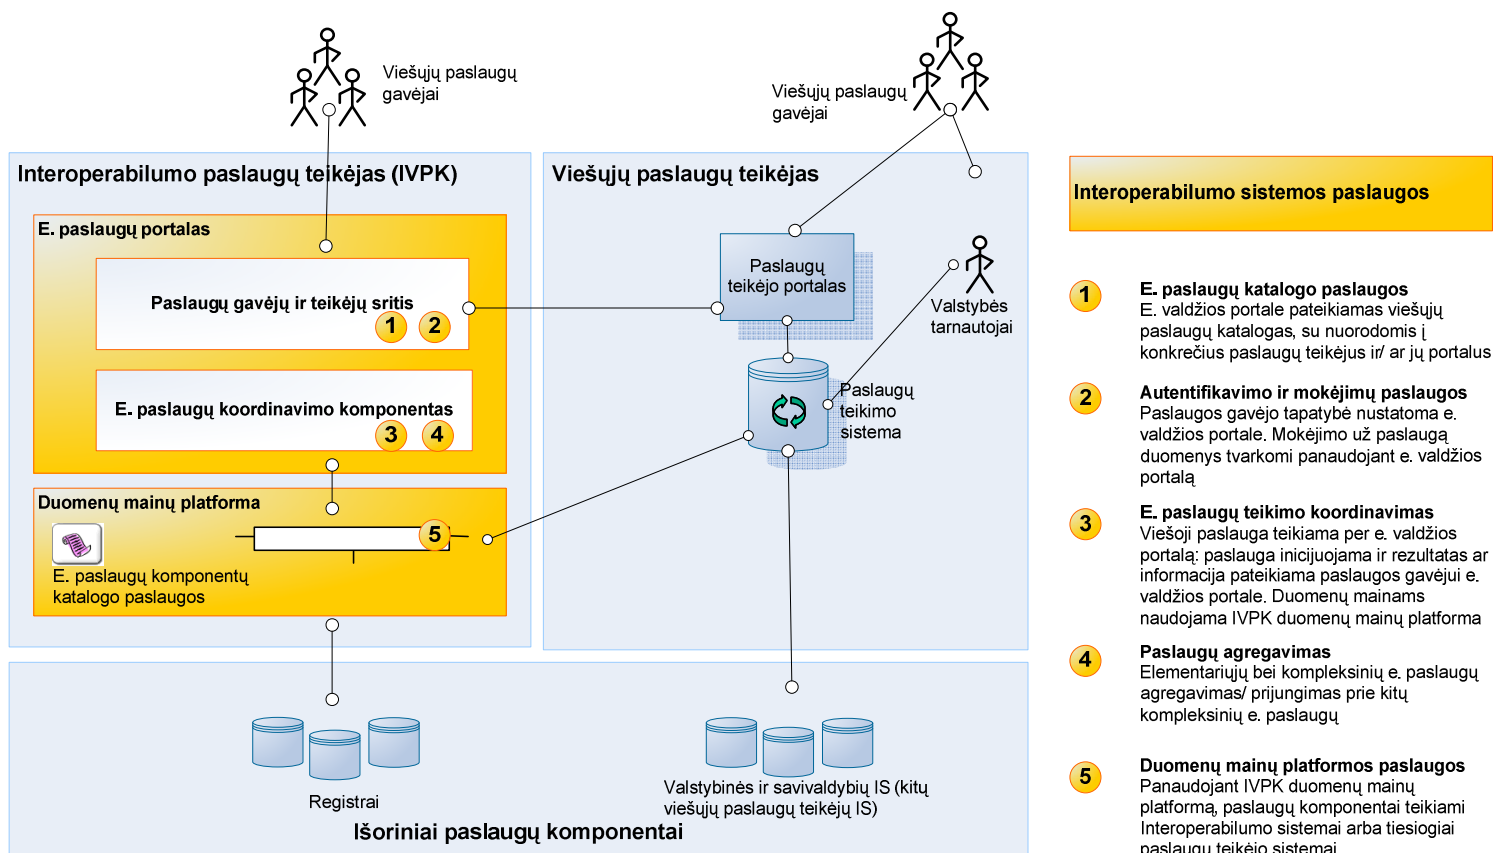 Viešųjų paslaugų
gavėjai
Viešųjų paslaugų
gavėjai
Interoperabilumo paslaugų teikėjas (IVPK)
E. paslaugų portalas
Paslaugų gavėjų ir teikėjų sritis
1 2
E. paslaugų koordinavimo komponentas
3 4
Duomenų mainų platforma
5
E. paslaugų komponentų
katalogo paslaugos
Viešųjų paslaugų teikėjas
Paslaugų
teikėjo portalas
Valstybės
tarnautojai
Paslaugų
teikimo
sistema
Registrai
Valstybinės ir savivaldybių IS (kitų
viešųjų paslaugų teikėjų IS)
Išoriniai paslaugų komponentai
Interoperabilumo sistemos paslaugos
1
E. paslaugų katalogo paslaugos
E. valdžios portale pateikiamas viešųjų
paslaugų katalogas, su nuorodomis į
konkrečius paslaugų teikėjus ir/ ar jų portalus
2
Autentifikavimo ir mokėjimų paslaugos
Paslaugos gavėjo tapatybė nustatoma e.
valdžios portale. Mokėjimo už paslaugą
duomenys tvarkomi panaudojant e. valdžios
portalą
3
E. paslaugų teikimo koordinavimas
Viešoji paslauga teikiama per e. valdžios
portalą: paslauga inicijuojama ir rezultatas ar
informacija pateikiama paslaugos gavėjui e.
valdžios portale. Duomenų mainams
naudojama IVPK duomenų mainų platforma
4
Paslaugų agregavimas
Elementariųjų bei kompleksinių e. paslaugų
agregavimas/ prijungimas prie kitų
kompleksinių e. paslaugų
5
Duomenų mainų platformos paslaugos
Panaudojant IVPK duomenų mainų
platformą, paslaugų komponentai teikiami
Interoperabilumo sistemai arba tiesiogiai
paslaugų teikėjo sistemai